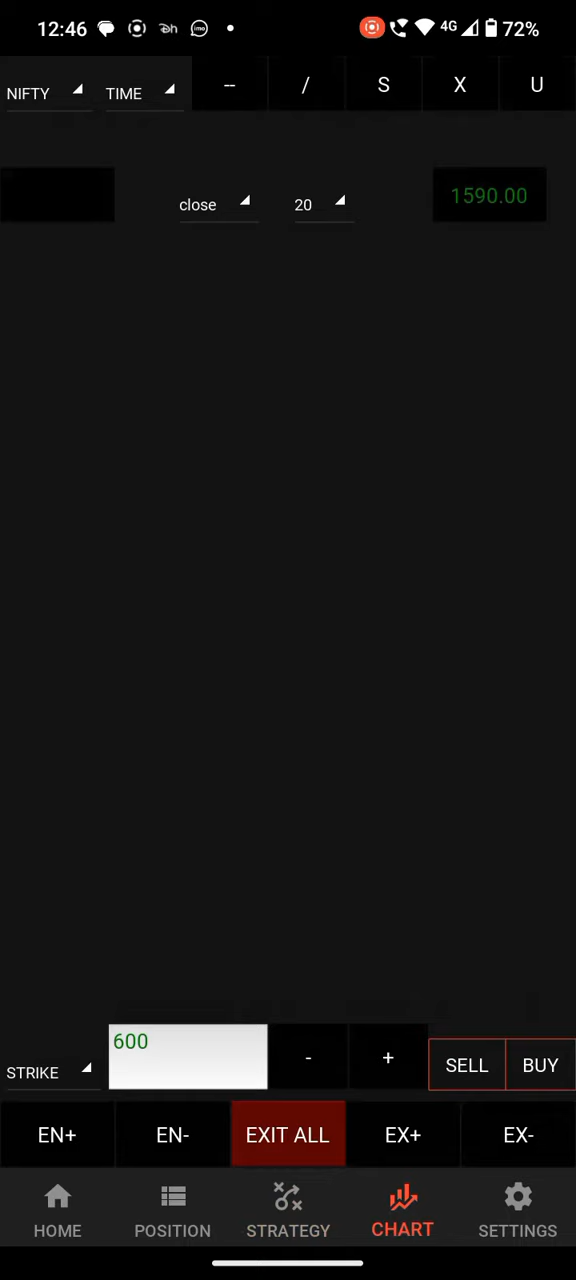 12:46 4G 72%
NIFTY TIME -- / S X U
close 20 1590.00
STRIKE 600 - + SELL BUY
EN+ EN- EXIT ALL EX+ EX-
HOME POSITION STRATEGY CHART SETTINGS